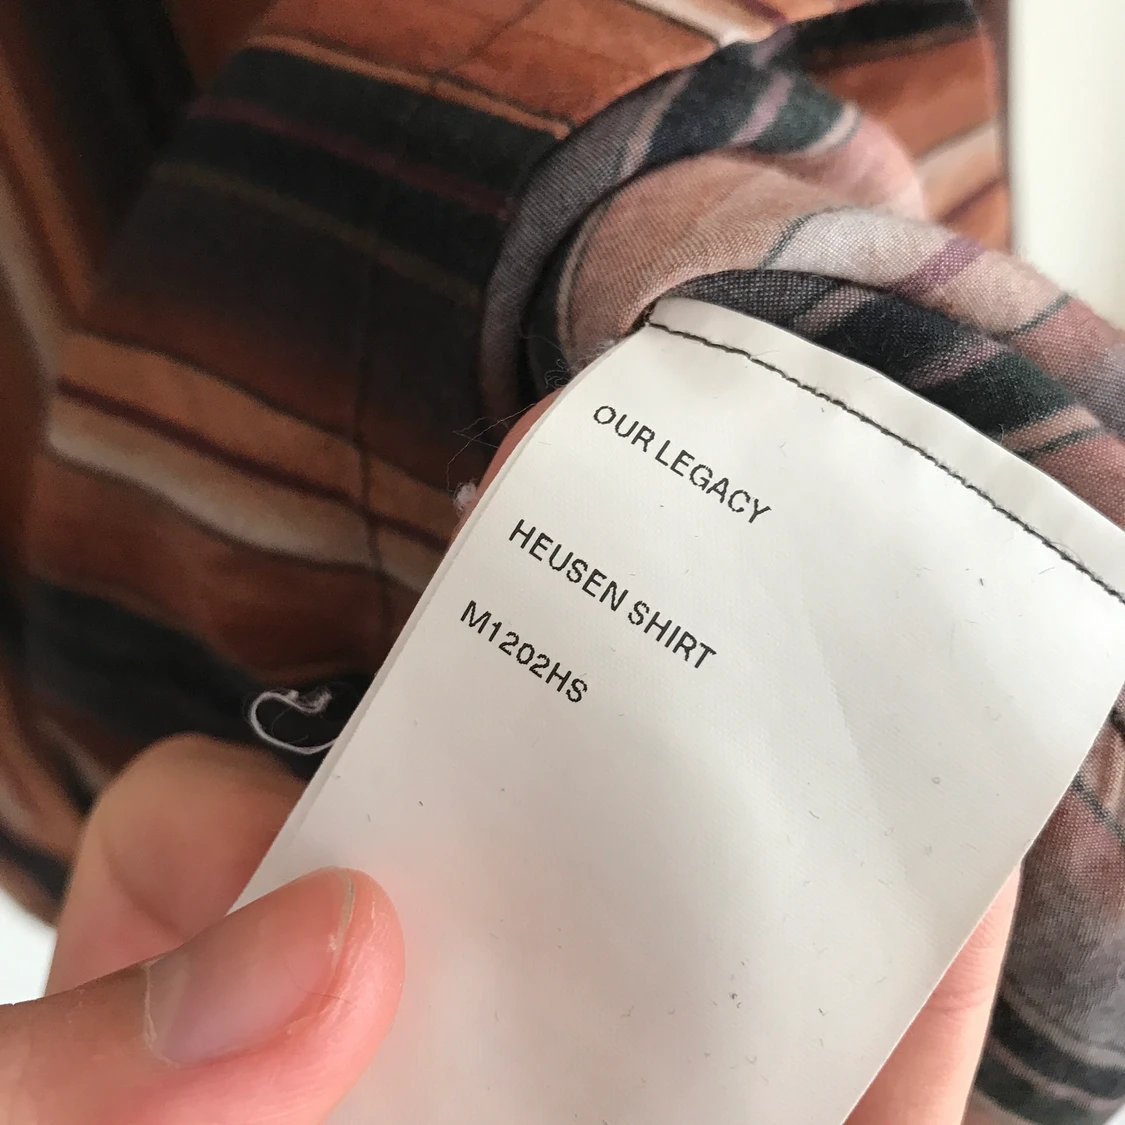 OUR LEGACY
HEUSEN SHIRT
M1202HS